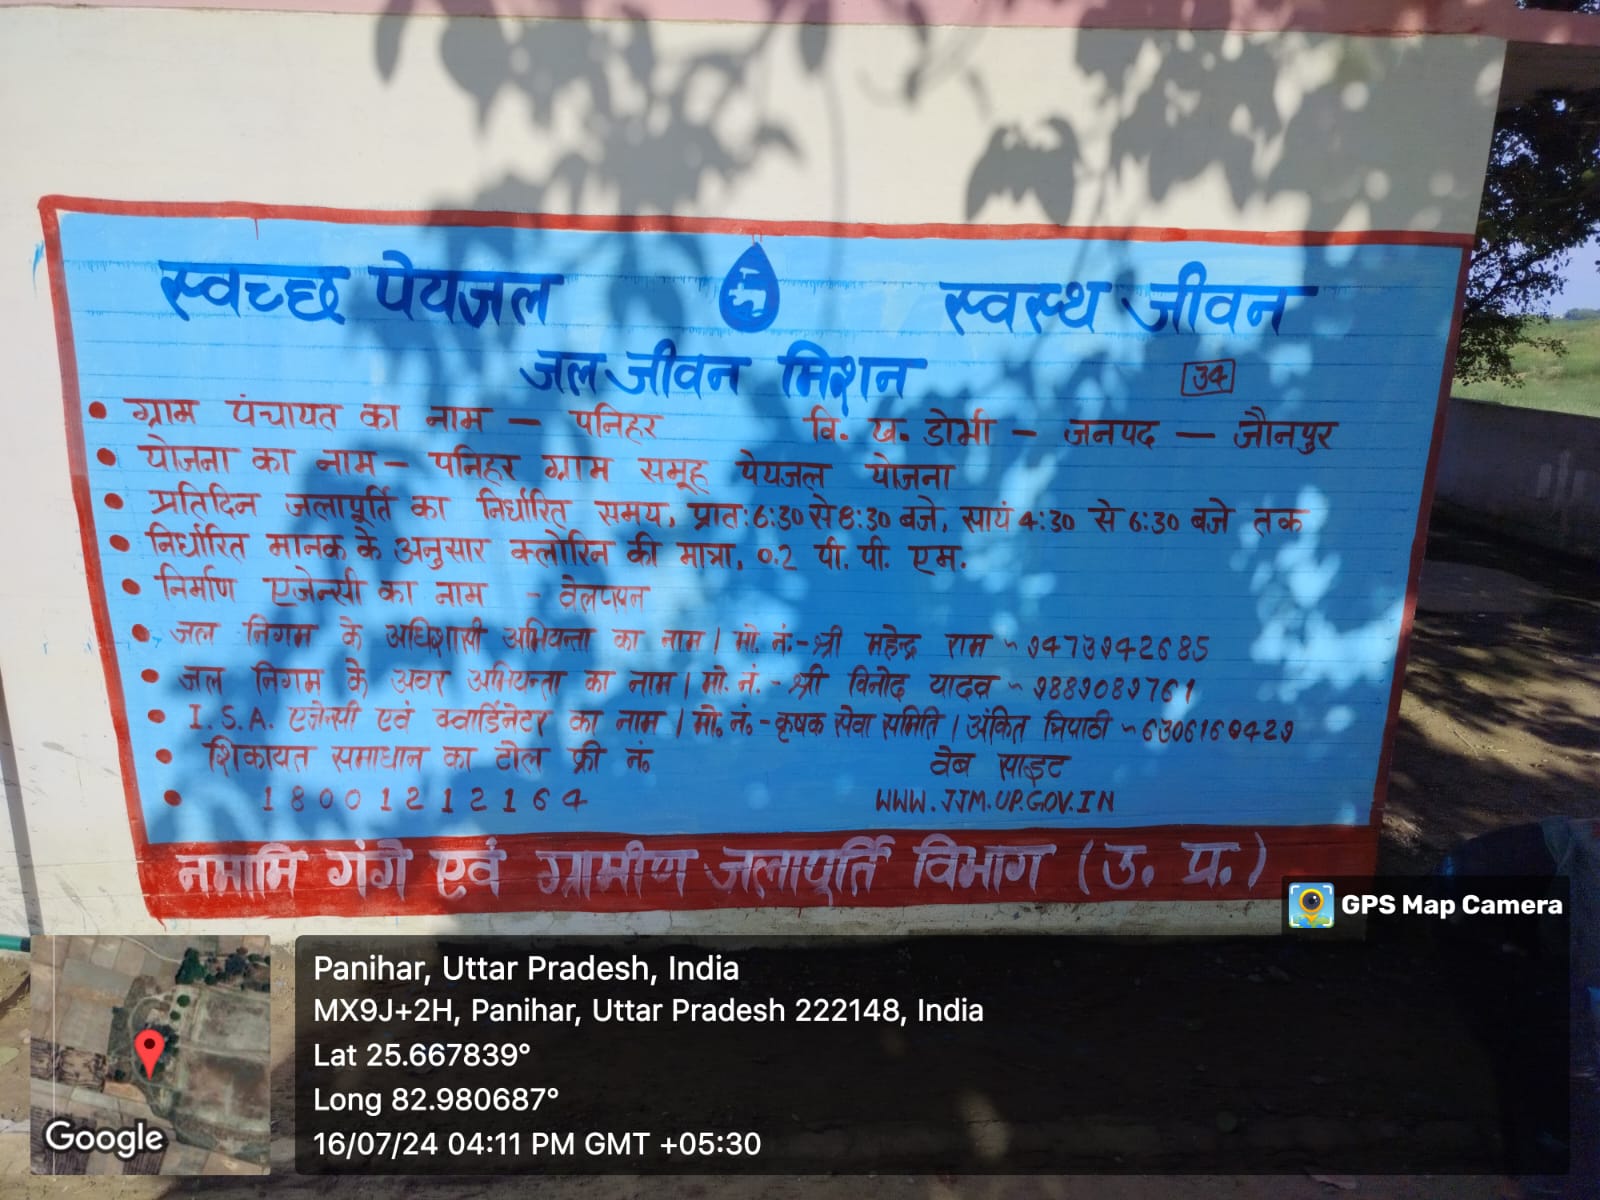 स्वच्छ पेयजल स्वस्थ जीवन
जल जीवन मिशन 34
• ग्राम पंचायत का नाम – पनिहर वि. ख. डोभी – जनपद – जौनपुर
• योजना का नाम – पनिहर ग्राम समूह पेयजल योजना
• प्रतिदिन जलापूर्ति का निर्धारित समय, प्रात: 6:30 से 8:30 बजे, सायं 4:30 से 6:30 बजे तक
• निर्धारित मानक के अनुसार क्लोरिन की मात्रा, 0.2 पी. पी. एम.
• निर्माण एजेन्सी का नाम - वेलपपन
• जल निगम के अधिशासी अभियन्ता का नाम / मो. नं.- श्री महेन्द्र राम ~ 9473942685
• जल निगम के अवर अभियन्ता का नाम / मो. नं. - श्री विनोद यादव ~ 9889089761
• I.S.A. एजेन्सी एवं क्वार्डिनेटर का नाम / मो. नं. - कृषक सेवा समिति / अंकित त्रिपाठी ~ 6306169429
• शिकायत समाधान का टोल फ्री नं. वेब साइट
• 18001212164 WWW.JJM.UP.GOV.IN
नमामि गंगे एवं ग्रामीण जलापूर्ति विभाग (उ. प्र.)
GPS Map Camera
Panihar, Uttar Pradesh, India
MX9J+2H, Panihar, Uttar Pradesh 222148, India
Lat 25.667839°
Long 82.980687°
16/07/24 04:11 PM GMT +05:30
Google